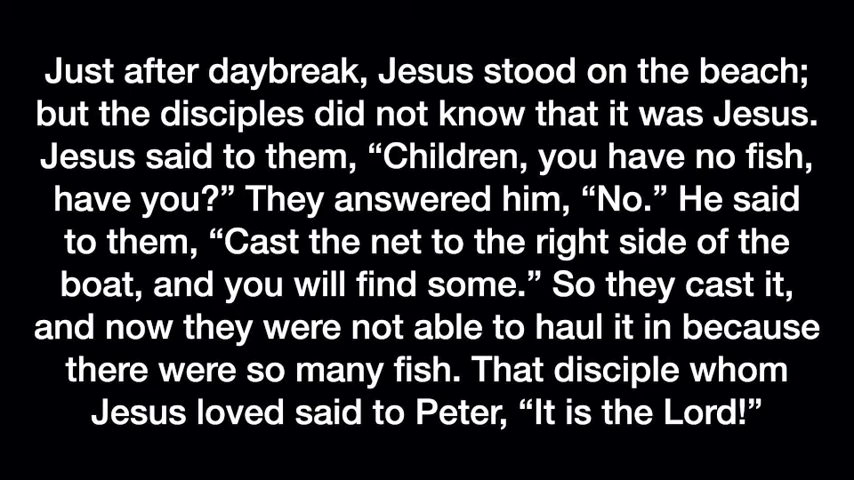 Just after daybreak, Jesus stood on the beach;
but the disciples did not know that it was Jesus.
Jesus said to them, “Children, you have no fish,
have you?” They answered him, “No.” He said
to them, “Cast the net to the right side of the
boat, and you will find some.” So they cast it,
and now they were not able to haul it in because
there were so many fish. That disciple whom
Jesus loved said to Peter, “It is the Lord!”